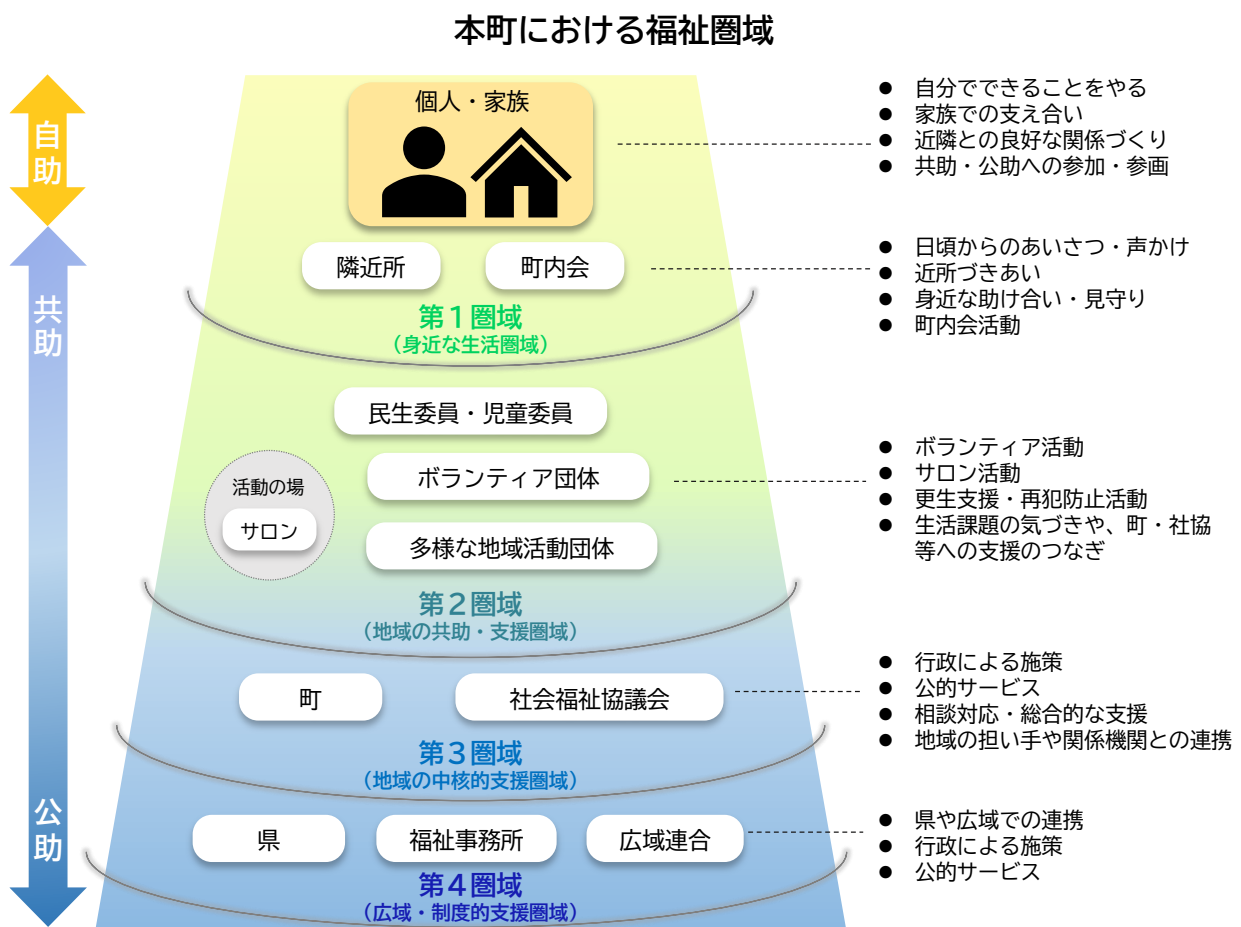 本町における福祉圏域
自助
個人・家族
● 自分でできることをやる
● 家族での支え合い
● 近隣との良好な関係づくり
● 共助・公助への参加・参画
共助
隣近所
町内会
● 日頃からのあいさつ・声かけ
● 近所づきあい
● 身近な助け合い・見守り
● 町内会活動
第1圏域
（身近な生活圏域）
民生委員・児童委員
ボランティア団体
多様な地域活動団体
活動の場
サロン
● ボランティア活動
● サロン活動
● 更生支援・再犯防止活動
● 生活課題の気づきや、町・社協
等への支援のつなぎ
第2圏域
（地域の共助・支援圏域）
町
社会福祉協議会
● 行政による施策
● 公的サービス
● 相談対応・総合的な支援
● 地域の担い手や関係機関との連携
第3圏域
（地域の中核的支援圏域）
公助
県
福祉事務所
広域連合
● 県や広域での連携
● 行政による施策
● 公的サービス
第4圏域
（広域・制度的支援圏域）